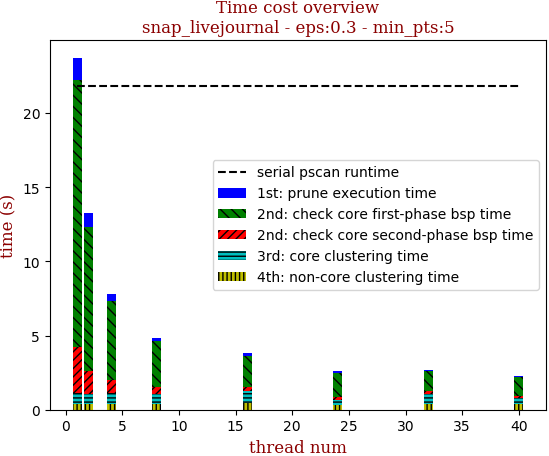 Time cost overview
snap_livejournal - eps:0.3 - min_pts:5
time (s)
20
15
10
5
0
serial pscan runtime
1st: prune execution time
2nd: check core first-phase bsp time
2nd: check core second-phase bsp time
3rd: core clustering time
4th: non-core clustering time
0 5 10 15 20 25 30 35 40
thread num